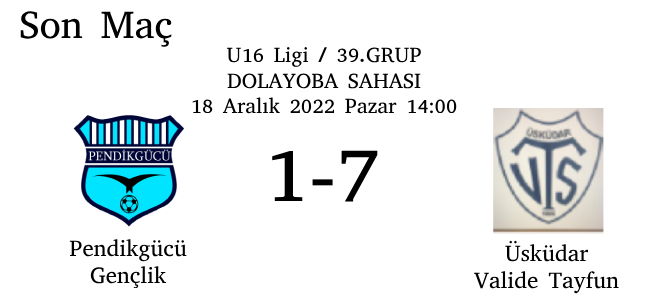 Son Maç
U16 Ligi / 39.GRUP
DOLAYOBA SAHASI
18 Aralık 2022 Pazar 14:00
PENDİKGÜCÜ
ÜSKÜDAR
VTS
1-7
Pendikgücü
Gençlik
Üsküdar
Valide Tayfun